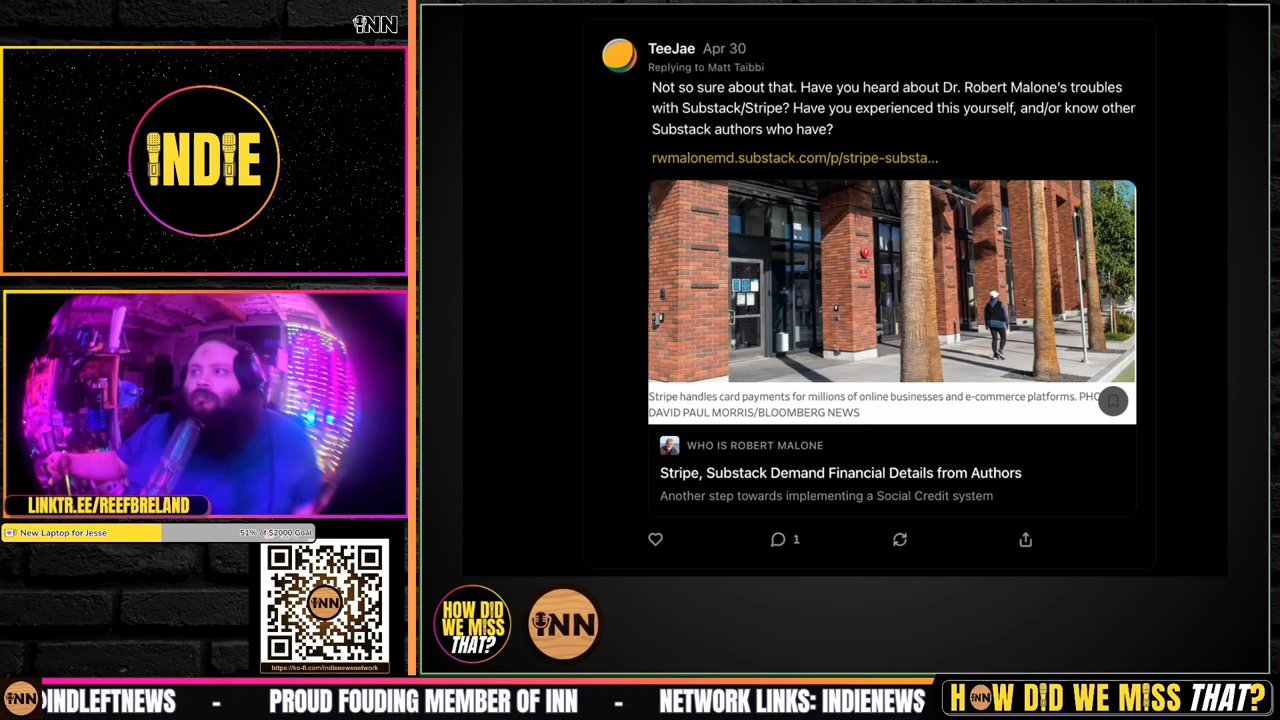 iNN
iNDiE
LINKTR.EE/REEFBRELAND
New Laptop for Jesse
51% of $2000 Goal
iNN
https://ko-fi.com/indienewsnetwork
TeeJae Apr 30
Replying to Matt Taibbi
Not so sure about that. Have you heard about Dr. Robert Malone's troubles
with Substack/Stripe? Have you experienced this yourself, and/or know other
Substack authors who have?
rwmalonemd.substack.com/p/stripe-substa...
Stripe handles card payments for millions of online businesses and e-commerce platforms. PHO
DAVID PAUL MORRIS/BLOOMBERG NEWS
WHO IS ROBERT MALONE
Stripe, Substack Demand Financial Details from Authors
Another step towards implementing a Social Credit system
1
HOW DiD
WE MiSS
THAT?
iNN
iNN
INDLEFTNEWS - PROUD FOUDING MEMBER OF INN - NETWORK LINKS: INDIENEWS
HOW DiD WE MiSS THAT?